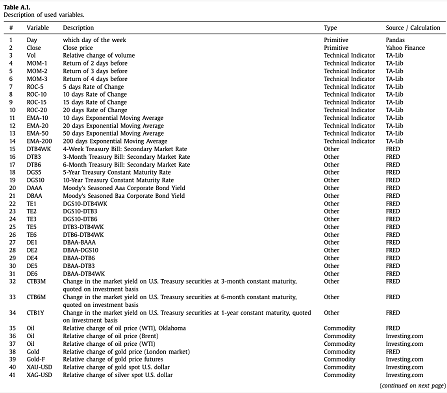 Table A.I.
Description of used variables.
# Variable Description Type Source / Calculation
1 Day which day of the week Primitive Pandas
2 Close Close price Primitive Yahoo Finance
3 Vol Relative change of volume Technical Indicator TA-Lib
4 MOM-1 Return of 2 days before Technical Indicator TA-Lib
5 MOM-2 Return of 3 days before Technical Indicator TA-Lib
6 MOM-3 Return of 4 days before Technical Indicator TA-Lib
7 ROC-5 5 days Rate of Change Technical Indicator TA-Lib
8 ROC-10 10 days Rate of Change Technical Indicator TA-Lib
9 ROC-15 15 days Rate of Change Technical Indicator TA-Lib
10 ROC-20 20 days Rate of Change Technical Indicator TA-Lib
11 EMA-10 10 days Exponential Moving Average Technical Indicator TA-Lib
12 EMA-20 20 days Exponential Moving Average Technical Indicator TA-Lib
13 EMA-50 50 days Exponential Moving Average Technical Indicator TA-Lib
14 EMA-200 200 days Exponential Moving Average Technical Indicator TA-Lib
15 DTB4WK 4-Week Treasury Bill: Secondary Market Rate Other FRED
16 DTB3 3-Month Treasury Bill: Secondary Market Rate Other FRED
17 DTB6 6-Month Treasury Bill: Secondary Market Rate Other FRED
18 DGS5 5-Year Treasury Constant Maturity Rate Other FRED
19 DGS10 10-Year Treasury Constant Maturity Rate Other FRED
20 DAAA Moody's Seasoned Aaa Corporate Bond Yield Other FRED
21 DBAA Moody's Seasoned Baa Corporate Bond Yield Other FRED
22 TE1 DGS10-DTB4WK Other FRED
23 TE2 DGS10-DTB3 Other FRED
24 TE3 DGS10-DTB6 Other FRED
25 TE5 DTB3-DTB4WK Other FRED
26 TE6 DTB6-DTB4WK Other FRED
27 DE1 DBAA-BAAA Other FRED
28 DE2 DBAA-DGS10 Other FRED
29 DE4 DBAA-DTB6 Other FRED
30 DE5 DBAA-DTB3 Other FRED
31 DE6 DBAA-DTB4WK Other FRED
32 CTB3M Change in the market yield on U.S. Treasury securities at 3-month constant maturity, Other FRED
quoted on investment basis
33 CTB6M Change in the market yield on U.S. Treasury securities at 6-month constant maturity, Other FRED
quoted on investment basis
34 CTB1Y Change in the market yield on U.S. Treasury securities at 1-year constant maturity, quoted Other FRED
on investment basis
35 Oil Relative change of oil price (WTI), Oklahoma Commodity FRED
36 Oil Relative change of oil price (Brent) Commodity Investing.com
37 Oil Relative change of oil price (WTI) Commodity Investing.com
38 Gold Relative change of gold price (London market) Commodity FRED
39 Gold-F Relative change of gold price futures Commodity Investing.com
40 XAU-USD Relative change of gold spot U.S. dollar Commodity Investing.com
41 XAG-USD Relative change of silver spot U.S. dollar Commodity Investing.com
(continued on next page)